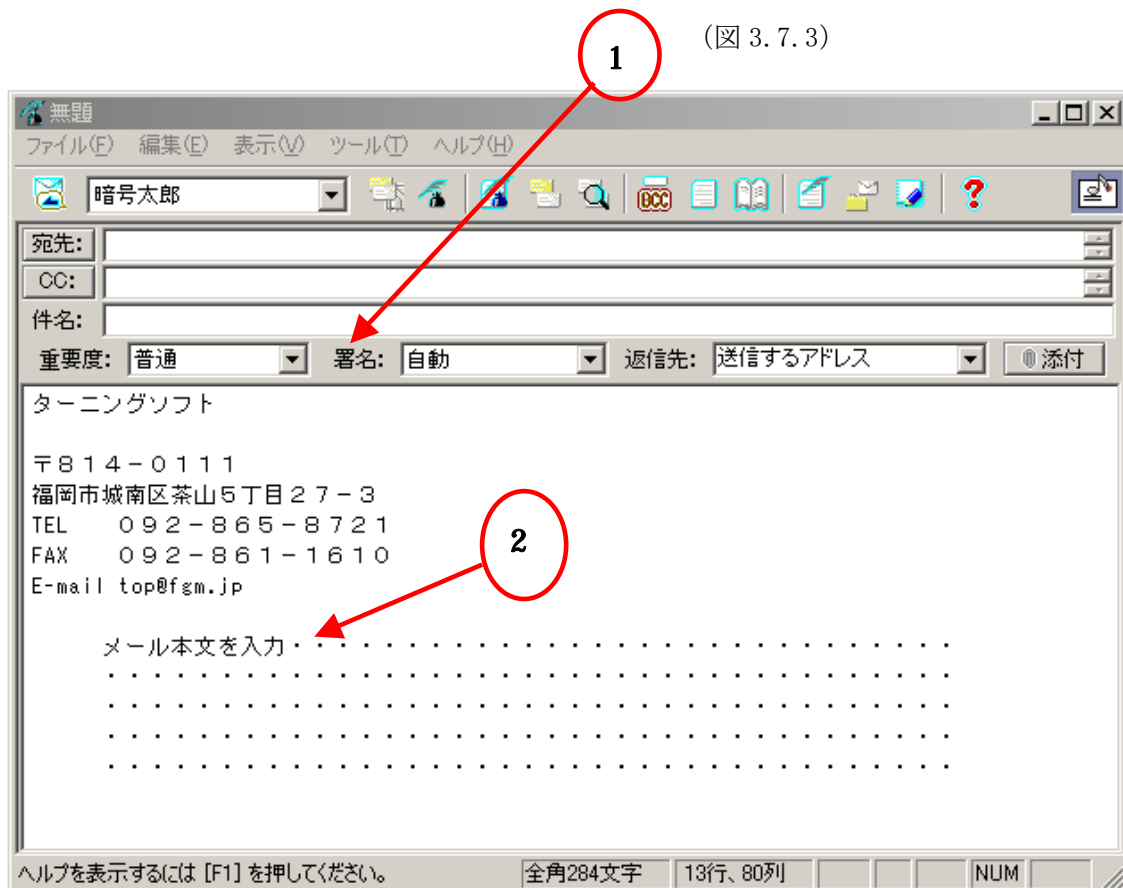 (図 3.7.3)
1
無題
ファイル(F) 編集(E) 表示(V) ツール(T) ヘルプ(H)
暗号太郎 BCC ?
宛先:
CC:
件名:
重要度: 普通 署名: 自動 返信先: 送信するアドレス 添付
ターニングソフト
〒814-0111
福岡市城南区茶山5丁目27-3
TEL 092-865-8721
FAX 092-861-1610
2
E-mail top@fgm.jp
メール本文を入力・・・・・・・・・・・・・・・・・・・・・・・
・・・・・・・・・・・・・・・・・・・・・・・・・・・・・
・・・・・・・・・・・・・・・・・・・・・・・・・・・・・
・・・・・・・・・・・・・・・・・・・・・・・・・・・・・
・・・・・・・・・・・・・・・・・・・・・・・・・・・・・
ヘルプを表示するには [F1] を押してください。 全角284文字 13行、80列 NUM